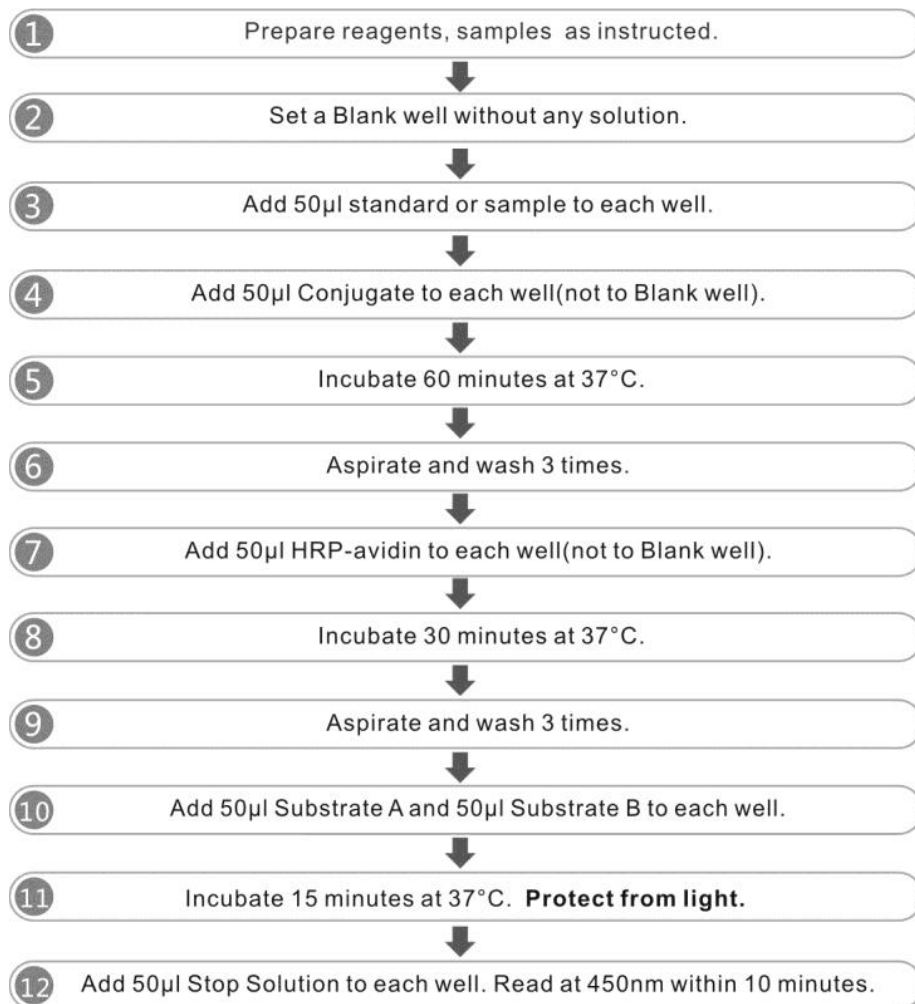 1 Prepare reagents, samples as instructed.
2 Set a Blank well without any solution.
3 Add 50μl standard or sample to each well.
4 Add 50μl Conjugate to each well(not to Blank well).
5 Incubate 60 minutes at 37°C.
6 Aspirate and wash 3 times.
7 Add 50μl HRP-avidin to each well(not to Blank well).
8 Incubate 30 minutes at 37°C.
9 Aspirate and wash 3 times.
10 Add 50μl Substrate A and 50μl Substrate B to each well.
11 Incubate 15 minutes at 37°C. Protect from light.
12 Add 50μl Stop Solution to each well. Read at 450nm within 10 minutes.